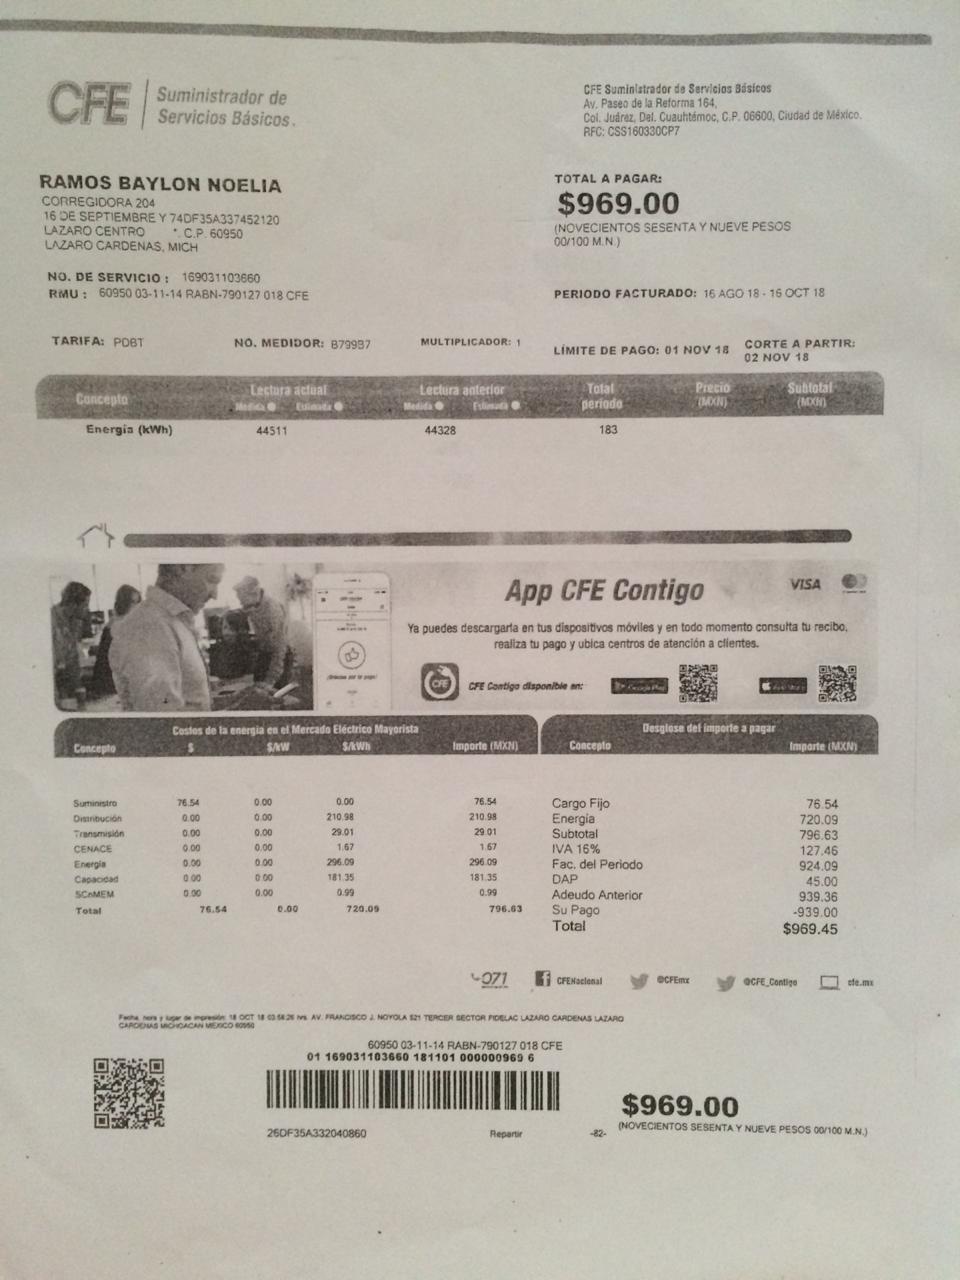 CFE Suministrador de
Servicios Básicos.
CFE Suministrador de Servicios Básicos
Av. Paseo de la Reforma 164,
Col. Juárez, Del. Cuauhtémoc, C.P. 06600, Ciudad de México.
RFC: CSS160330CP7
RAMOS BAYLON NOELIA
CORREGIDORA 204
16 DE SEPTIEMBRE Y 74DF35A337452120
LAZARO CENTRO *. C.P. 60950
LAZARO CARDENAS, MICH
TOTAL A PAGAR:
$969.00
(NOVECIENTOS SESENTA Y NUEVE PESOS
00/100 M.N.)
NO. DE SERVICIO : 169031103660
RMU : 60950 03-11-14 RABN-790127 018 CFE
PERIODO FACTURADO: 16 AGO 18 - 16 OCT 18
TARIFA: PDBT NO. MEDIDOR: B799B7 MULTIPLICADOR: 1
LÍMITE DE PAGO: 01 NOV 18 CORTE A PARTIR:
02 NOV 18
Concepto Lectura actual Lectura anterior Total periodo Precio (MXN) Subtotal (MXN)
Medida Estimada Medida Estimada
Energía (kWh) 44511 44328 183
App CFE Contigo VISA
Ya puedes descargarla en tus dispositivos móviles y en todo momento consulta tu recibo,
realiza tu pago y ubica centros de atención a clientes.
CFE CFE Contigo disponible en: Google Play App Store
Costos de la energía en el Mercado Eléctrico Mayorista
Concepto $ $/kW $/kWh Importe (MXN)
Suministro 76.54 0.00 0.00 76.54
Distribución 0.00 0.00 210.98 210.98
Transmisión 0.00 0.00 29.01 29.01
CENACE 0.00 0.00 1.67 1.67
Energía 0.00 0.00 296.09 296.09
Capacidad 0.00 0.00 181.35 181.35
SCnMEM 0.00 0.00 0.99 0.99
Total 76.54 0.00 720.09 796.63
Desglose del importe a pagar
Concepto Importe (MXN)
Cargo Fijo 76.54
Energía 720.09
Subtotal 796.63
IVA 16% 127.46
Fac. del Periodo 924.09
DAP 45.00
Adeudo Anterior 939.36
Su Pago -939.00
Total $969.45
071 CFENacional @CFEmx @CFE_Contigo cfe.mx
Fecha, hora y lugar de impresión: 18 OCT 18 03:58:26 hrs. AV. FRANCISCO J. NOYOLA 521 TERCER SECTOR FIDELAC LAZARO CARDENAS LAZARO
CARDENAS MICHOACAN MEXICO 60950
60950 03-11-14 RABN-790127 018 CFE
01 169031103660 181101 000000969 6
26DF35A332040860 Repartir -82-
$969.00
(NOVECIENTOS SESENTA Y NUEVE PESOS 00/100 M.N.)